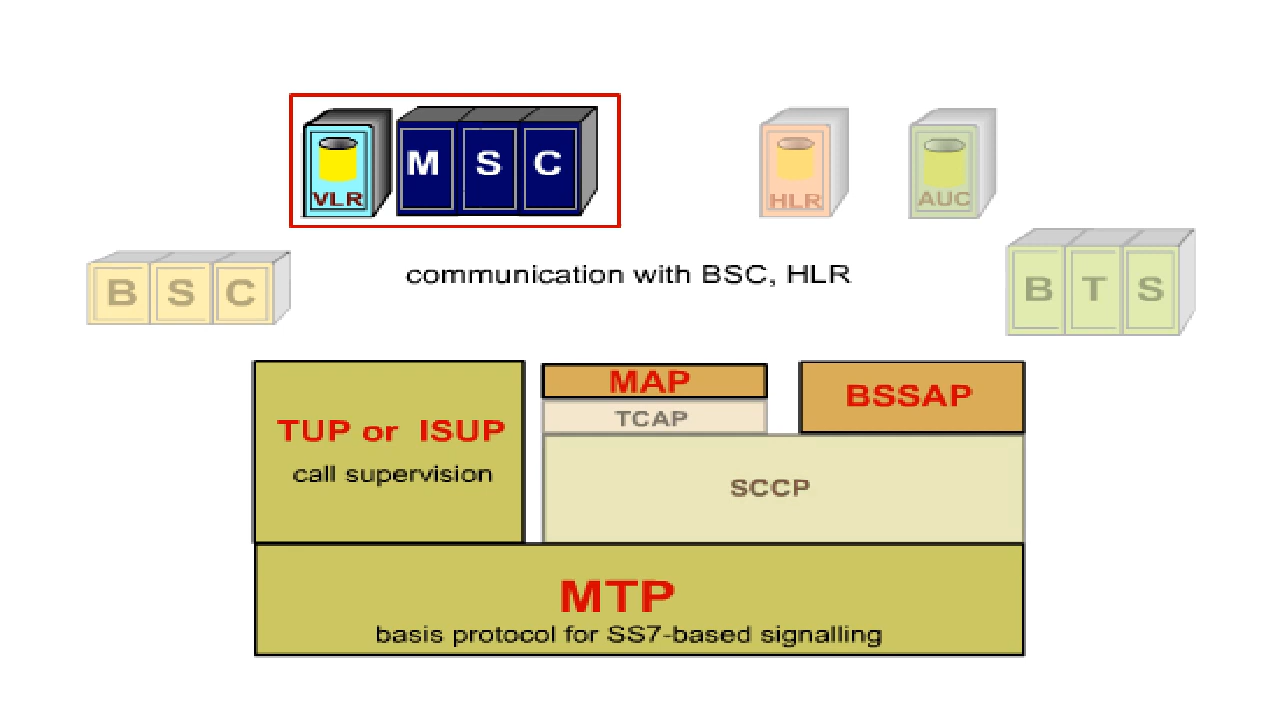 VLR
M S C
HLR
AUC
B S C
communication with BSC, HLR
B T S
TUP or ISUP
call supervision
MAP
TCAP
BSSAP
SCCP
MTP
basis protocol for SS7-based signalling